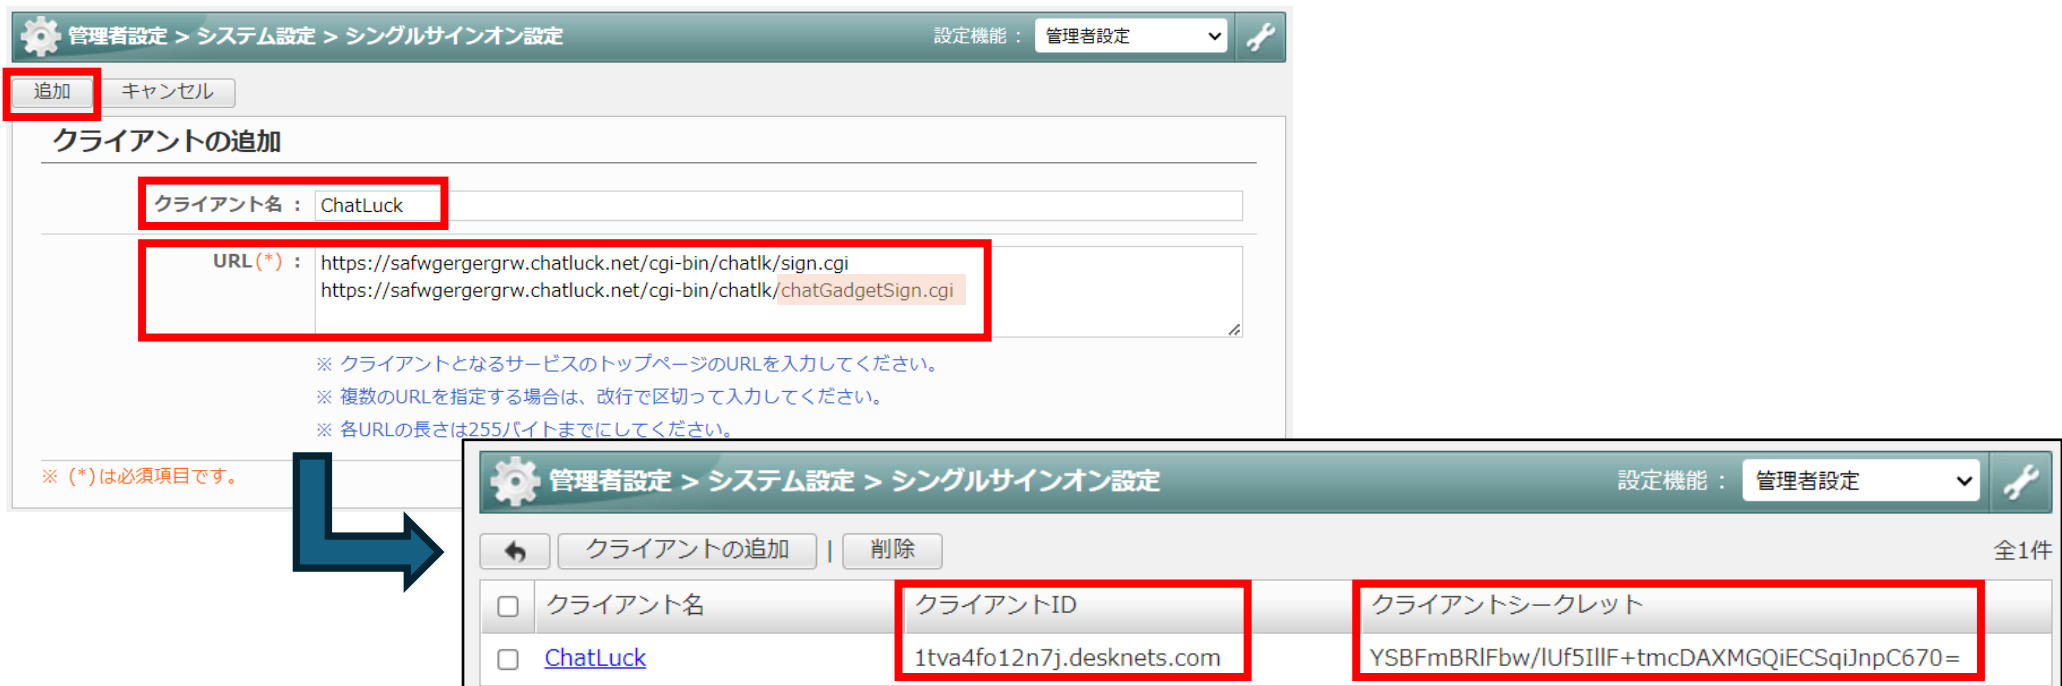 管理者設定 > システム設定 > シングルサインオン設定
設定機能 : 管理者設定
追加 キャンセル
クライアントの追加
クライアント名 : ChatLuck
URL(*) : https://safwgergergrw.chatluck.net/cgi-bin/chatlk/sign.cgi
https://safwgergergrw.chatluck.net/cgi-bin/chatlk/chatGadgetSign.cgi
※ クライアントとなるサービスのトップページのURLを入力してください。
※ 複数のURLを指定する場合は、改行で区切って入力してください。
※ 各URLの長さは255バイトまでにしてください。
※ (*)は必須項目です。
管理者設定 > システム設定 > シングルサインオン設定
設定機能 : 管理者設定
クライアントの追加 | 削除
全1件
クライアント名 クライアントID クライアントシークレット
ChatLuck 1tva4fo12n7j.desknets.com YSBFmBRlFbw/lUf5IllF+tmcDAXMGQiECSqiJnpC670=